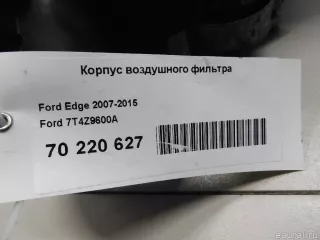 Корпус воздушного фильтра
Ford Edge 2007-2015
Ford 7T4Z9600A
70 220 627